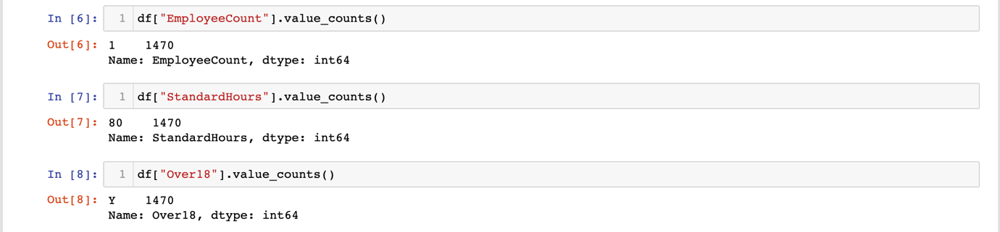 In [6]: 1 df["EmployeeCount"].value_counts()
Out[6]: 1    1470
Name: EmployeeCount, dtype: int64
In [7]: 1 df["StandardHours"].value_counts()
Out[7]: 80    1470
Name: StandardHours, dtype: int64
In [8]: 1 df["Over18"].value_counts()
Out[8]: Y    1470
Name: Over18, dtype: int64